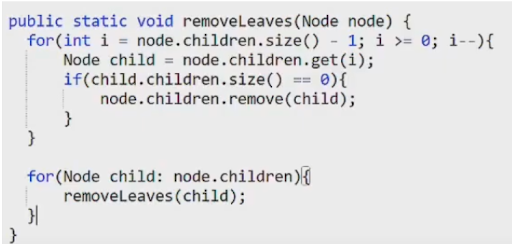 public static void removeLeaves(Node node) {
for(int i = node.children.size() - 1; i >= 0; i--){
Node child = node.children.get(i);
if(child.children.size() == 0){
node.children.remove(child);
}
}
for(Node child: node.children){
removeLeaves(child);
}
}